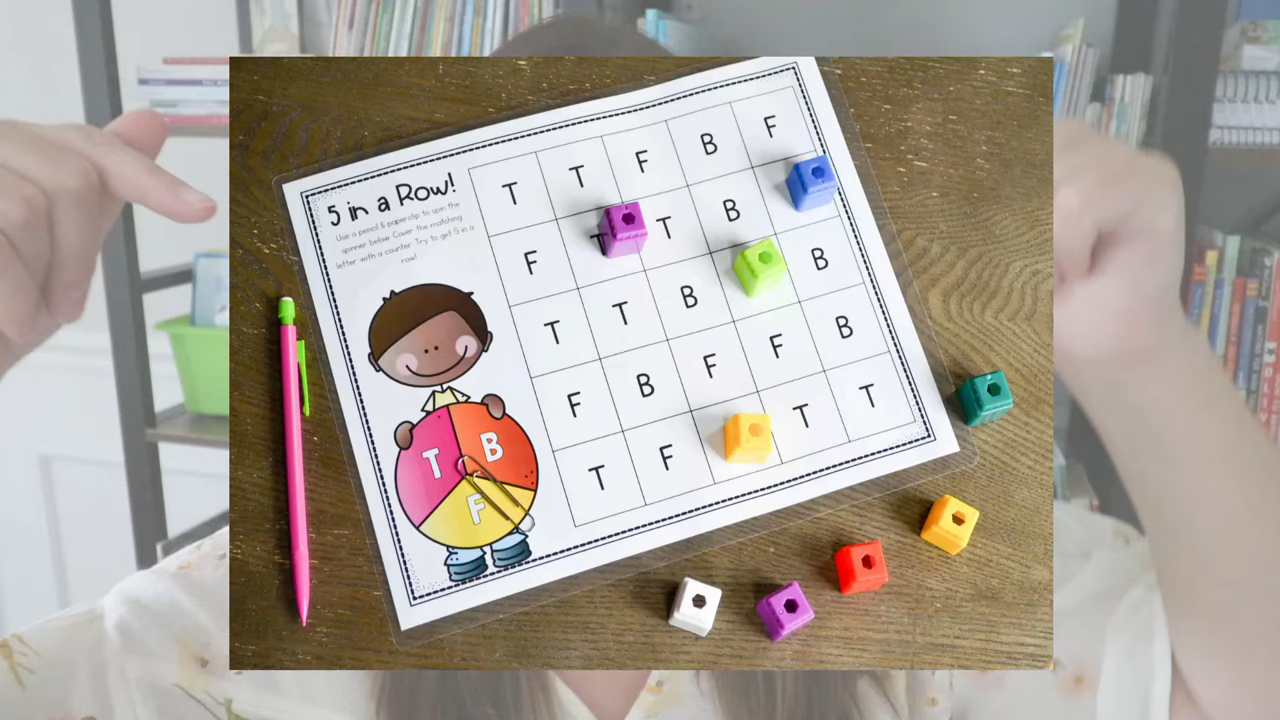 5 in a Row!
Use a pencil & paperclip to spin the
spinner below. Cover the matching
letter with a counter. Try to get 5 in a
row!
T T F B F
F T T B
T T B B
F B F F B
T F T T
T B
F